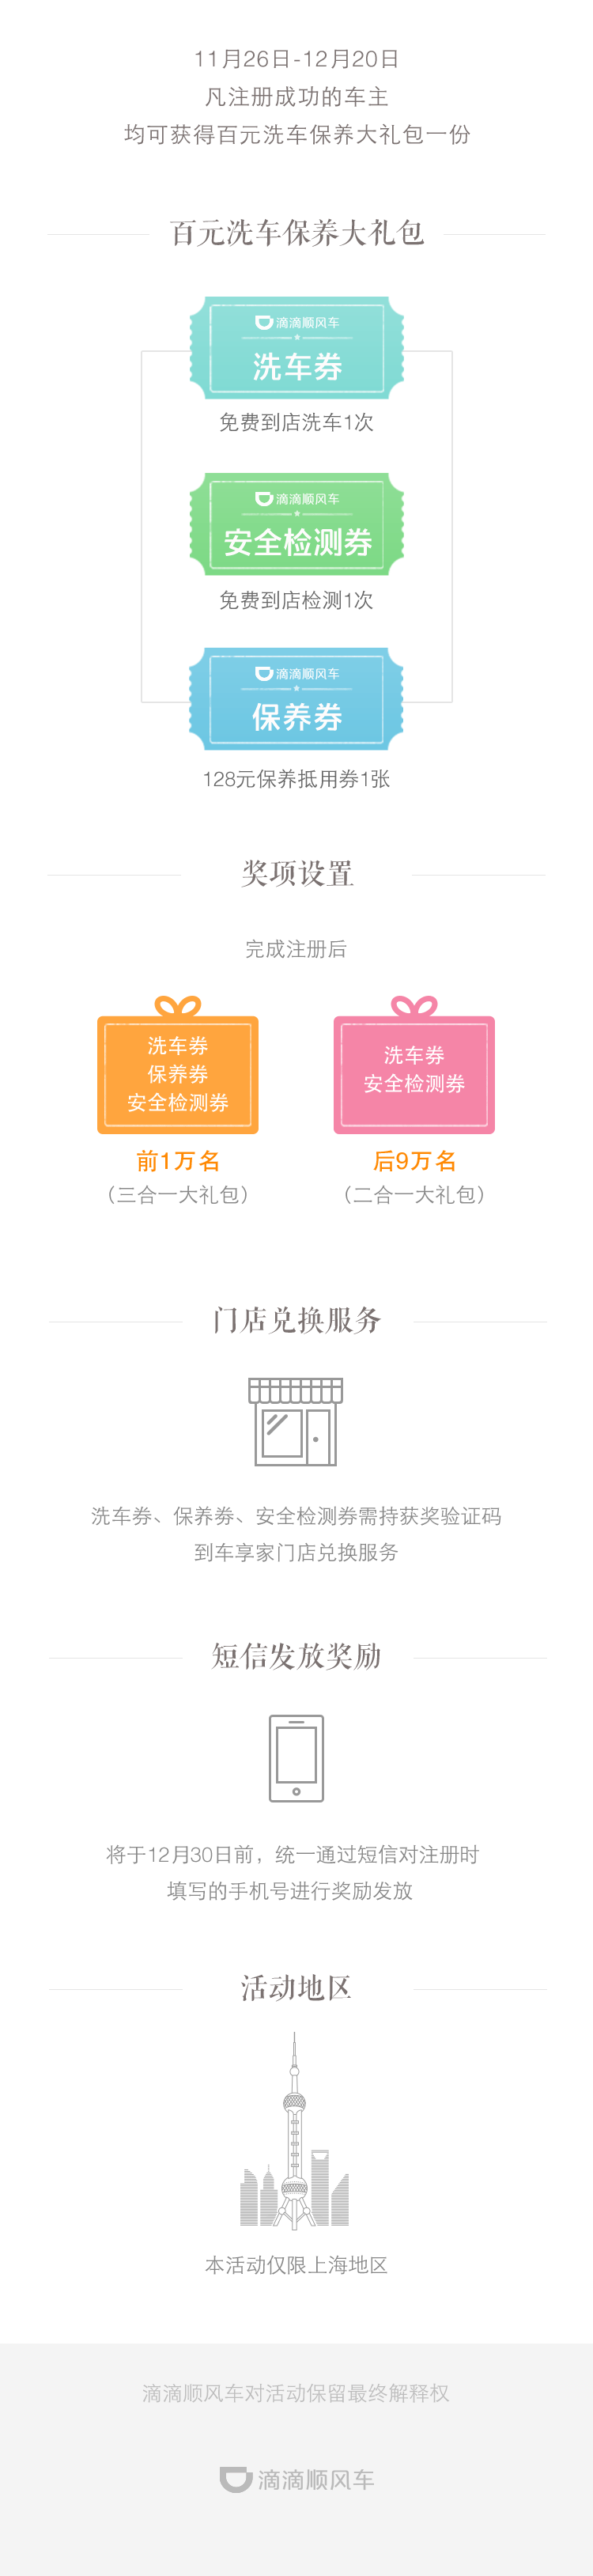 11月26日-12月20日
凡注册成功的车主
均可获得百元洗车保养大礼包一份
百元洗车保养大礼包
滴滴顺风车
洗车券
免费到店洗车1次
滴滴顺风车
安全检测券
免费到店检测1次
滴滴顺风车
保养券
128元保养抵用券1张
奖项设置
完成注册后
洗车券
保养券
安全检测券
前1万名
（三合一大礼包）
洗车券
安全检测券
后9万名
（二合一大礼包）
门店兑换服务
洗车券、保养券、安全检测券需持获奖验证码
到车享家门店兑换服务
短信发放奖励
将于12月30日前，统一通过短信对注册时
填写的手机号进行奖励发放
活动地区
本活动仅限上海地区
滴滴顺风车对活动保留最终解释权
滴滴顺风车